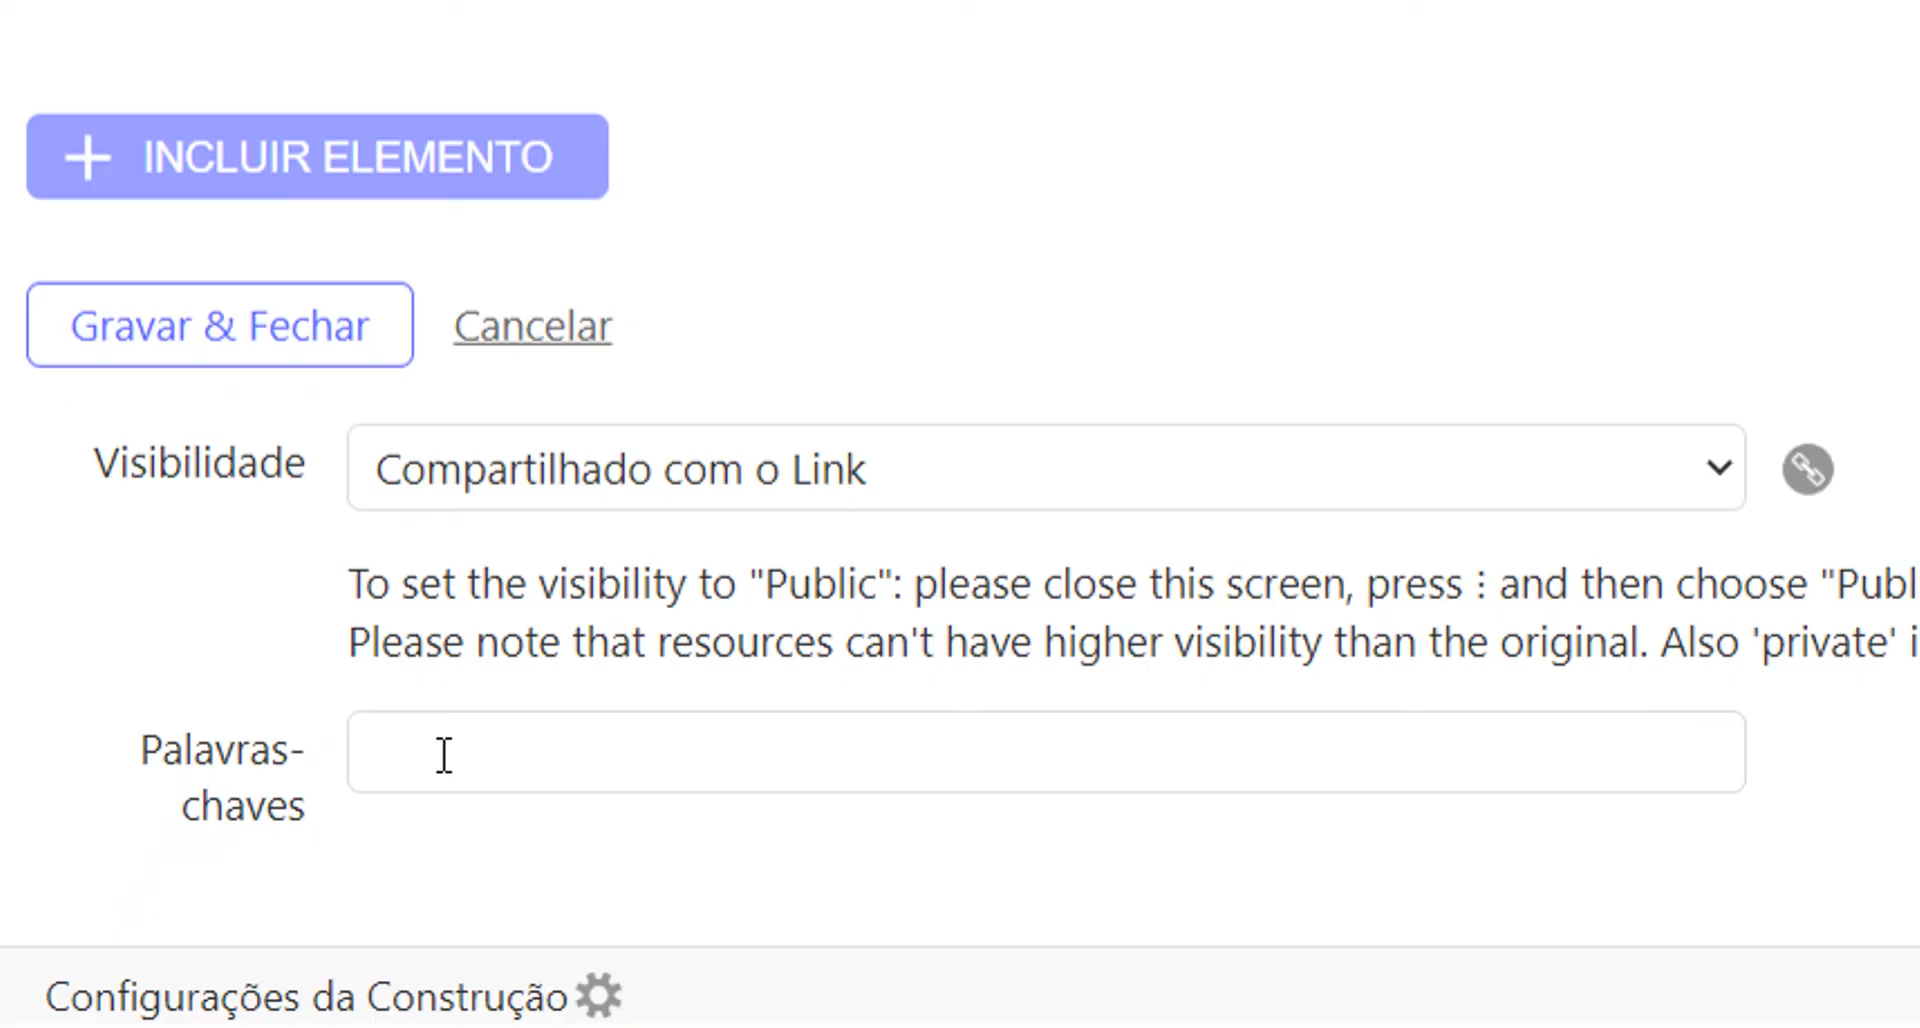 INCLUIR ELEMENTO
Gravar & Fechar Cancelar
Visibilidade Compartilhado com o Link
To set the visibility to "Public": please close this screen, press ⋮ and then choose "Publ
Please note that resources can't have higher visibility than the original. Also 'private' i
Palavras-
chaves
Configurações da Construção